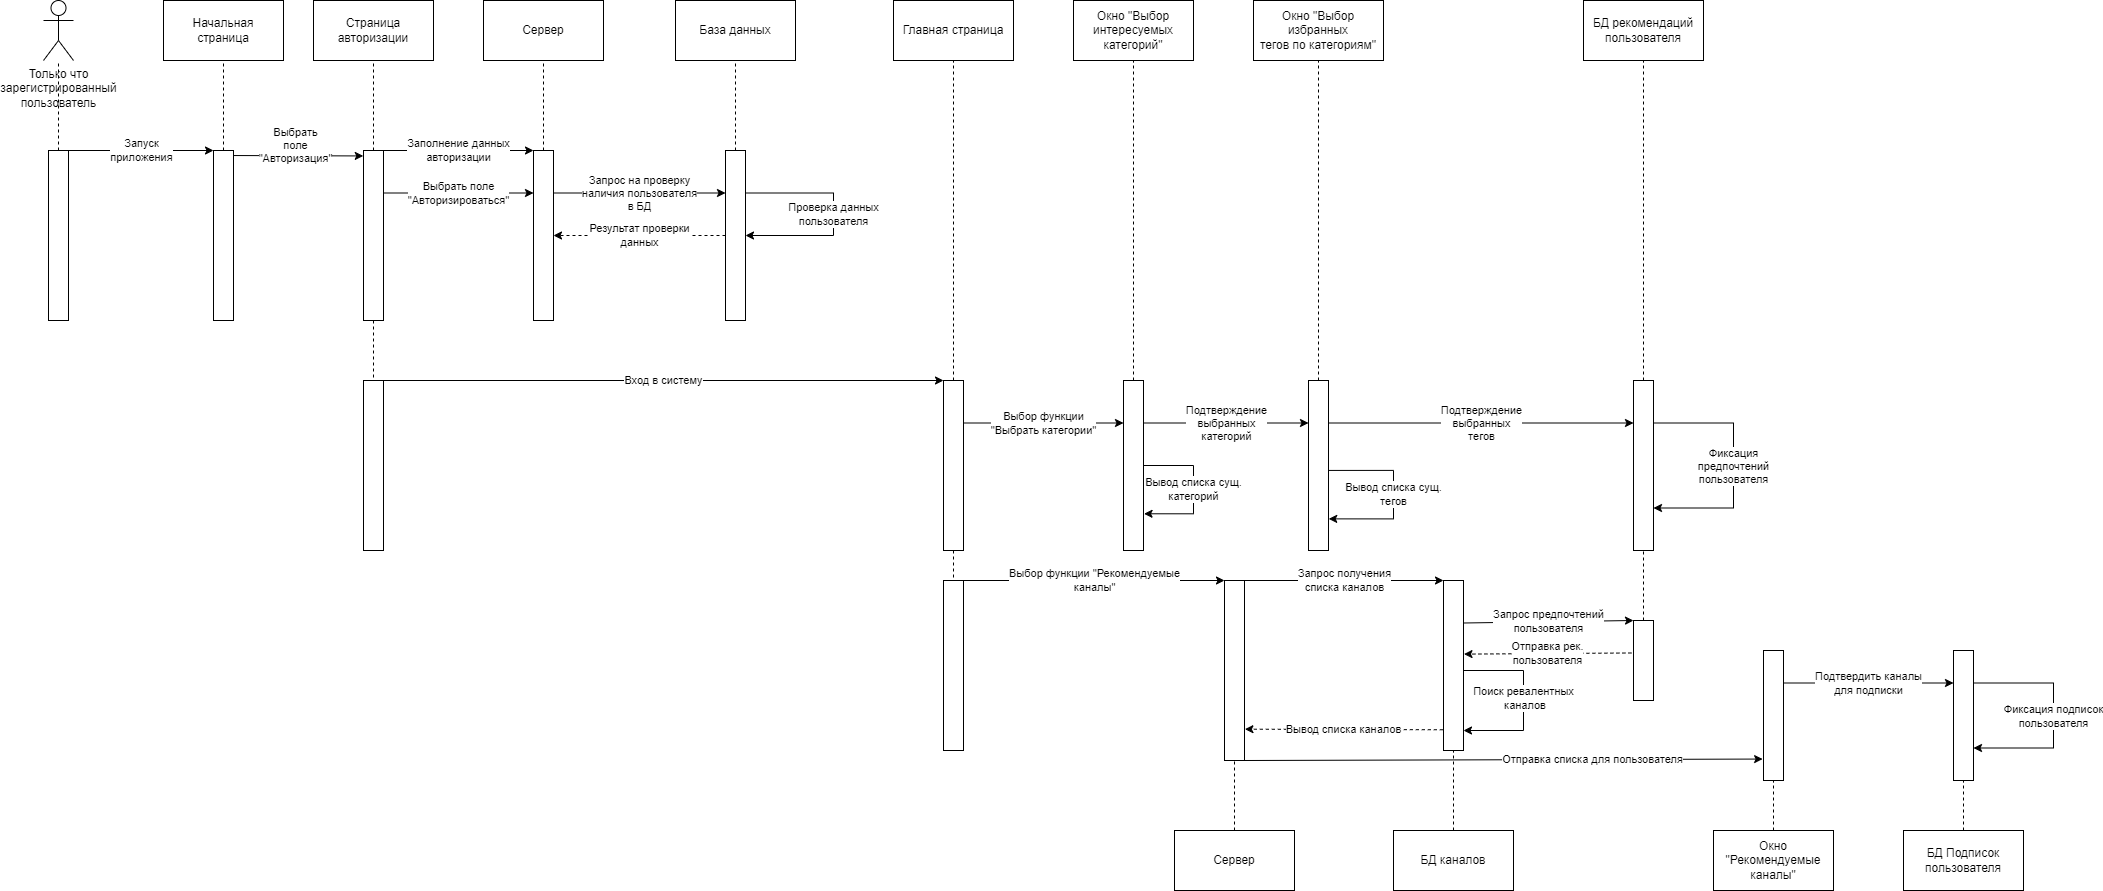 Только что
зарегистрированный
пользователь
Начальная
страница
Страница
авторизации
Сервер
База данных
Главная страница
Окно "Выбор
интересуемых
категорий"
Окно "Выбор
избранных
тегов по категориям"
БД рекомендаций
пользователя
Запуск
приложения
Выбрать
поле
"Авторизация"
Заполнение данных
авторизации
Выбрать поле
"Авторизироваться"
Запрос на проверку
наличия пользователя
в БД
Проверка данных
пользователя
Результат проверки
данных
Вход в систему
Выбор функции
"Выбрать категории"
Подтверждение
выбранных
категорий
Подтверждение
выбранных
тегов
Фиксация
предпочтений
пользователя
Вывод списка сущ.
категорий
Вывод списка сущ.
тегов
Выбор функции "Рекомендуемые
каналы"
Запрос получения
списка каналов
Запрос предпочтений
пользователя
Отправка рек.
пользователя
Поиск ревалентных
каналов
Вывод списка каналов
Отправка списка для пользователя
Подтвердить каналы
для подписки
Фиксация подписок
пользователя
Сервер
БД каналов
Окно
"Рекомендуемые
каналы"
БД Подписок
пользователя